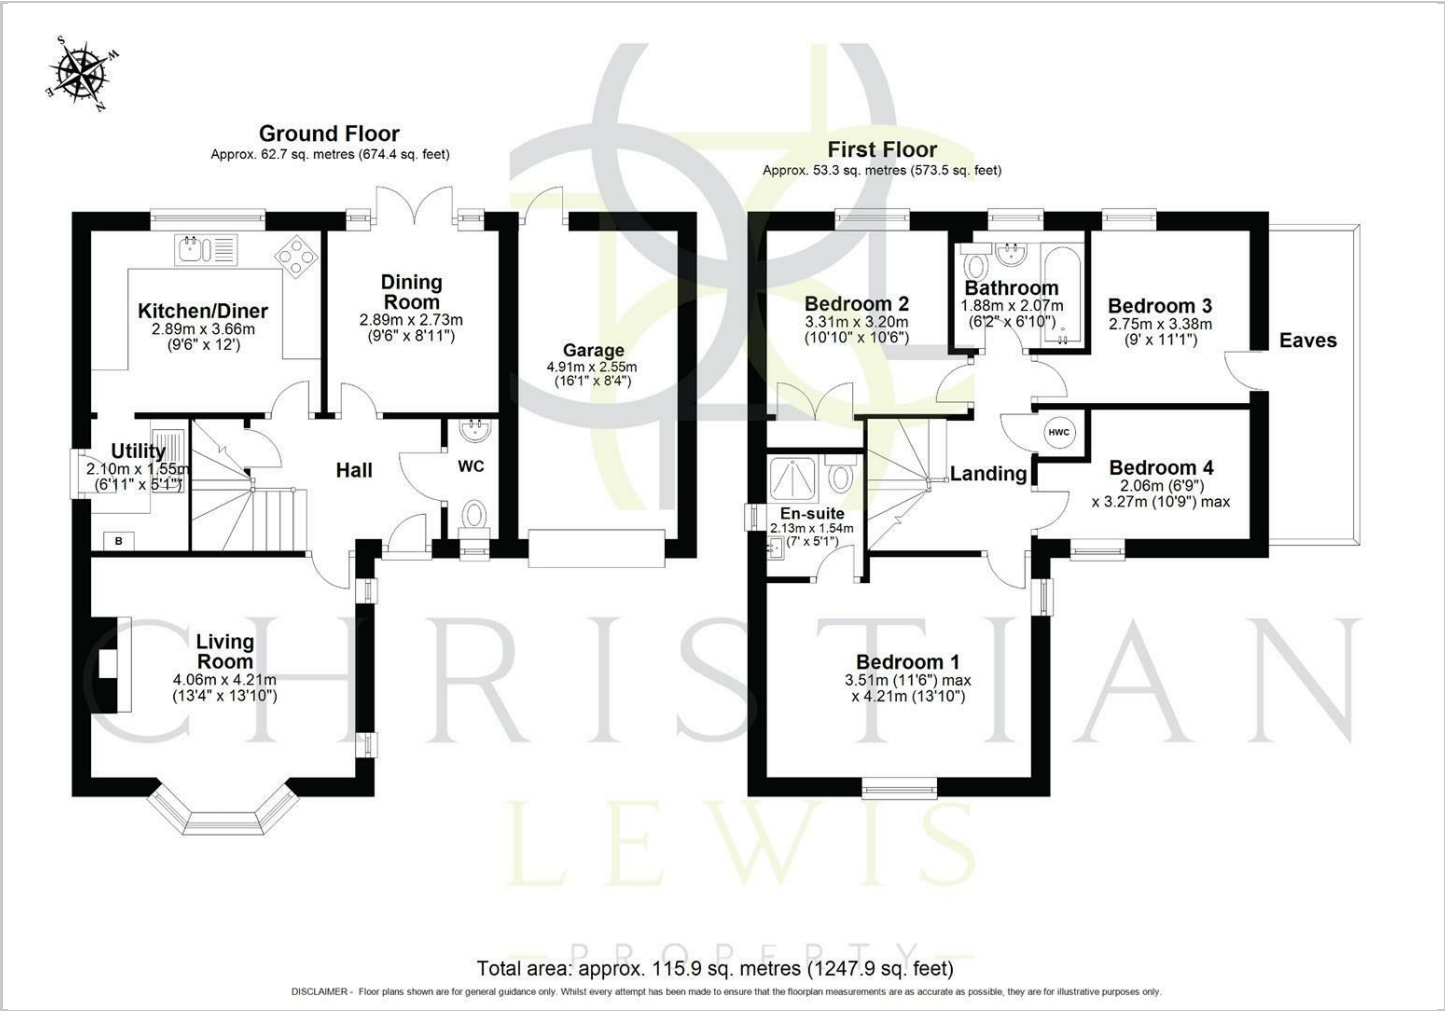 S
W
E
N
Ground Floor
Approx. 62.7 sq. metres (674.4 sq. feet)
First Floor
Approx. 53.3 sq. metres (573.5 sq. feet)
Kitchen/Diner
2.89m x 3.66m
(9'6" x 12')
Dining
Room
2.89m x 2.73m
(9'6" x 8'11")
Garage
4.91m x 2.55m
(16'1" x 8'4")
Utility
2.10m x 1.55m
(6'11" x 5'1")
B
Hall
WC
Living
Room
4.06m x 4.21m
(13'4" x 13'10")
Bedroom 2
3.31m x 3.20m
(10'10" x 10'6")
Bathroom
1.88m x 2.07m
(6'2" x 6'10")
Bedroom 3
2.75m x 3.38m
(9' x 11'1")
Eaves
HWC
Landing
Bedroom 4
2.06m (6'9")
x 3.27m (10'9") max
En-suite
2.13m x 1.54m
(7' x 5'1")
Bedroom 1
3.51m (11'6") max
x 4.21m (13'10")
CHRISTIAN
LEWIS
PROPERTY
Total area: approx. 115.9 sq. metres (1247.9 sq. feet)
DISCLAIMER - Floor plans shown are for general guidance only. Whilst every attempt has been made to ensure that the floorplan measurements are as accurate as possible, they are for illustrative purposes only.